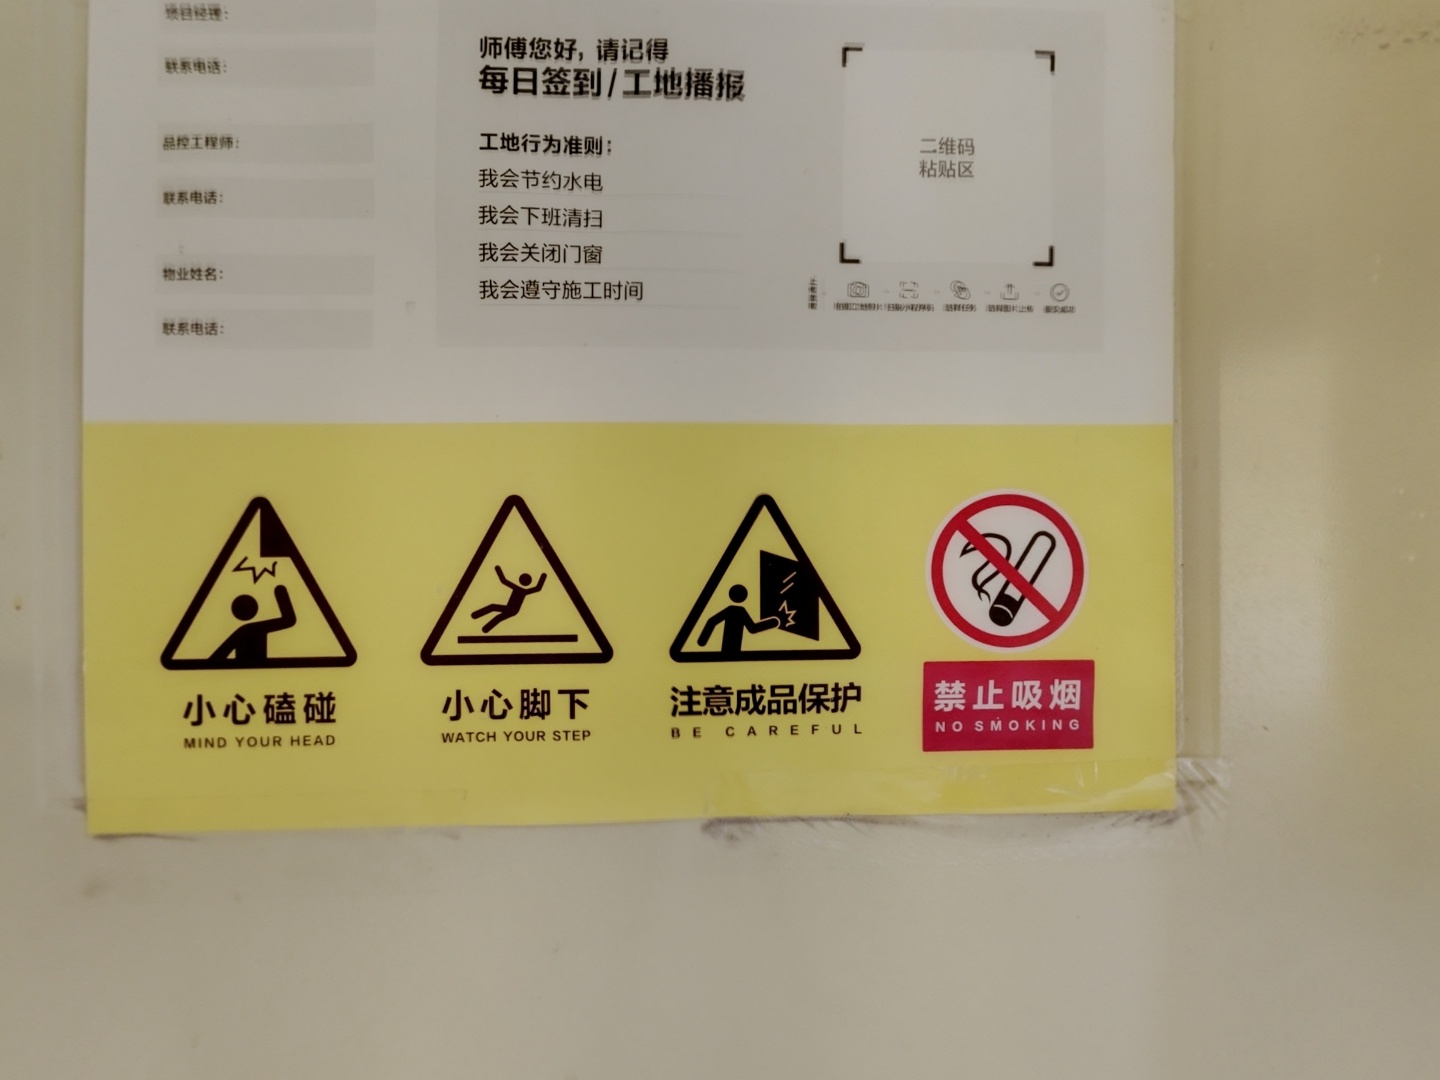 项目经理：
联系电话：
品控工程师：
联系电话：
物业姓名：
联系电话：
师傅您好，请记得
每日签到/工地播报
工地行为准则：
我会节约水电
我会下班清扫
我会关闭门窗
我会遵守施工时间
二维码
粘贴区
小心磕碰
MIND YOUR HEAD
小心脚下
WATCH YOUR STEP
注意成品保护
BE CAREFUL
禁止吸烟
NO SMOKING